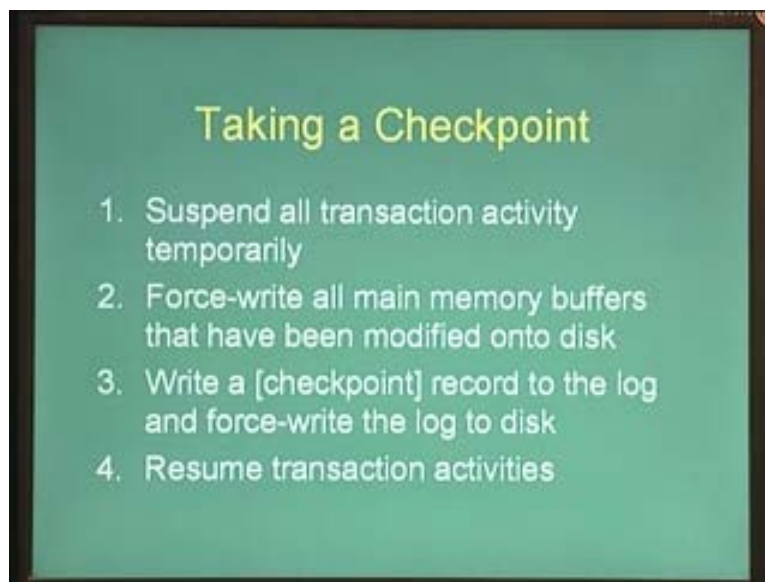 Taking a Checkpoint
1. Suspend all transaction activity
temporarily
2. Force-write all main memory buffers
that have been modified onto disk
3. Write a [checkpoint] record to the log
and force-write the log to disk
4. Resume transaction activities